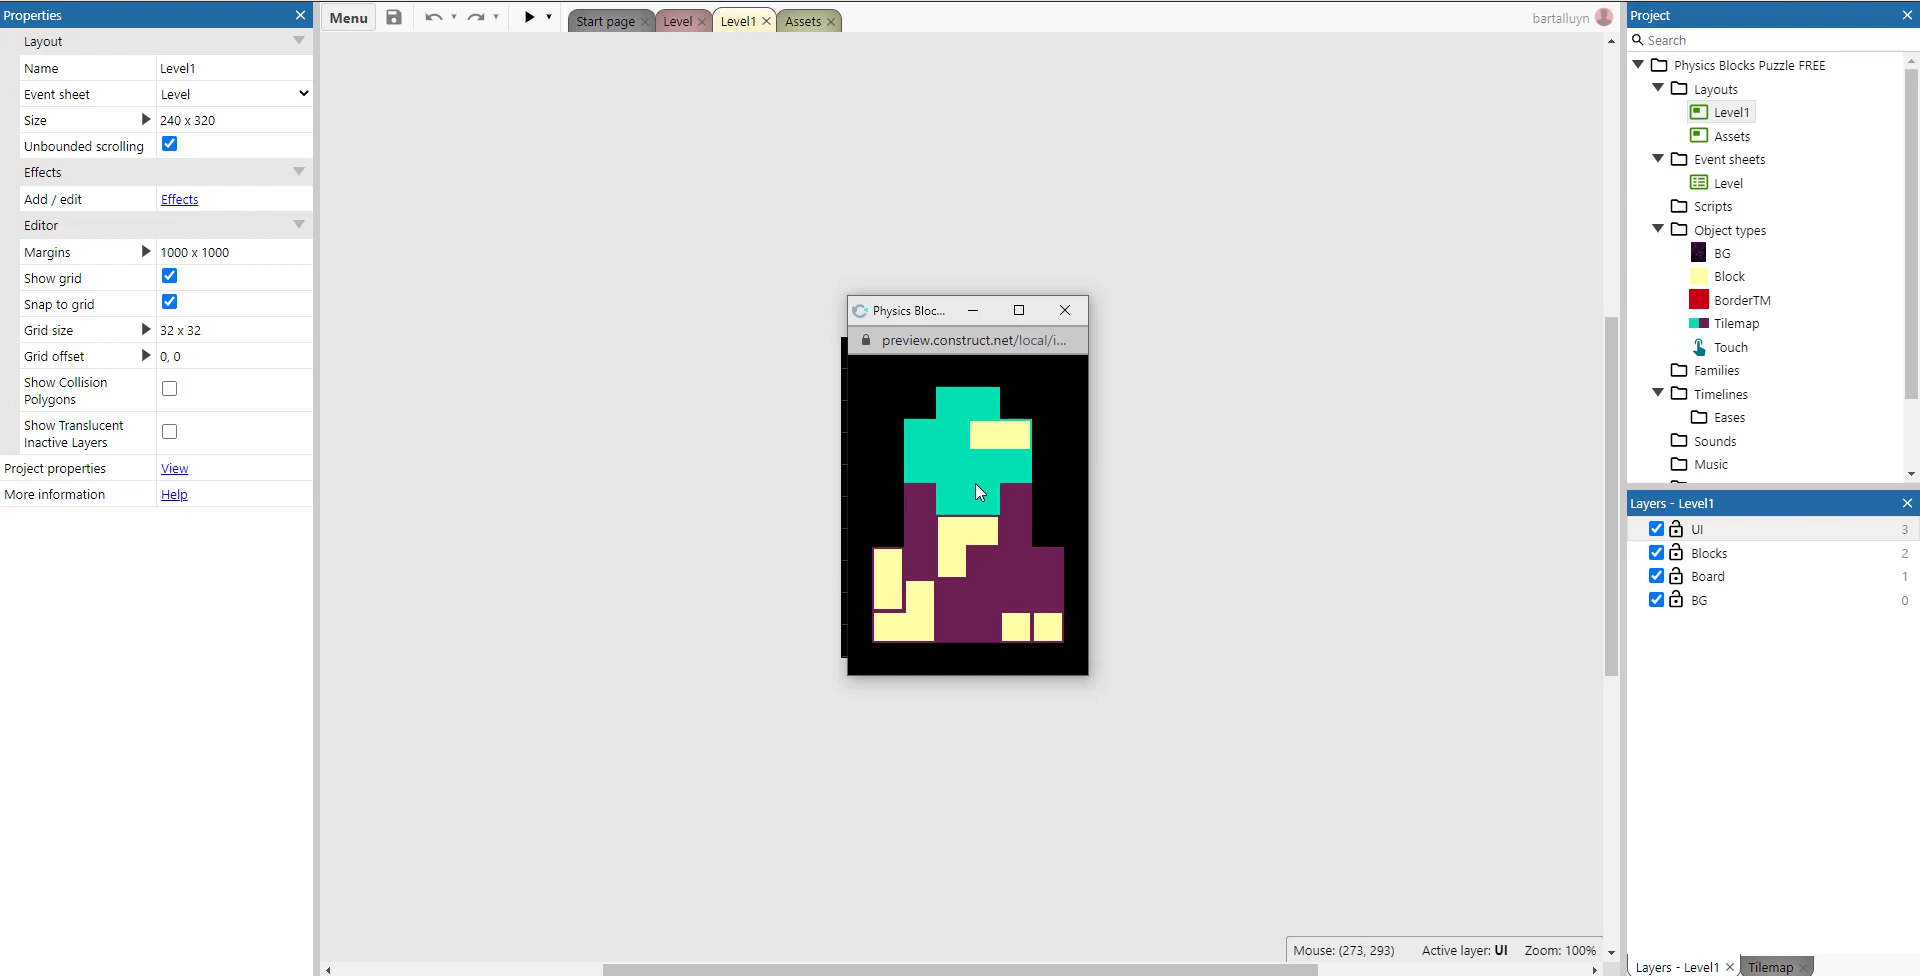 Properties
Layout
Name Level1
Event sheet Level
Size 240 x 320
Unbounded scrolling
Effects
Add / edit Effects
Editor
Margins 1000 x 1000
Show grid
Snap to grid
Grid size 32 x 32
Grid offset 0, 0
Show Collision
Polygons
Show Translucent
Inactive Layers
Project properties View
More information Help
Menu
Start page
Level
Level1
Assets
bartalluyn
Physics Bloc...
preview.construct.net/local/i...
Mouse: (273, 293) Active layer: UI Zoom: 100%
Project
Search
Physics Blocks Puzzle FREE
Layouts
Level1
Assets
Event sheets
Level
Scripts
Object types
BG
Block
BorderTM
Tilemap
Touch
Families
Timelines
Eases
Sounds
Music
Layers - Level1
UI 3
Blocks 2
Board 1
BG 0
Layers - Level1 Tilemap